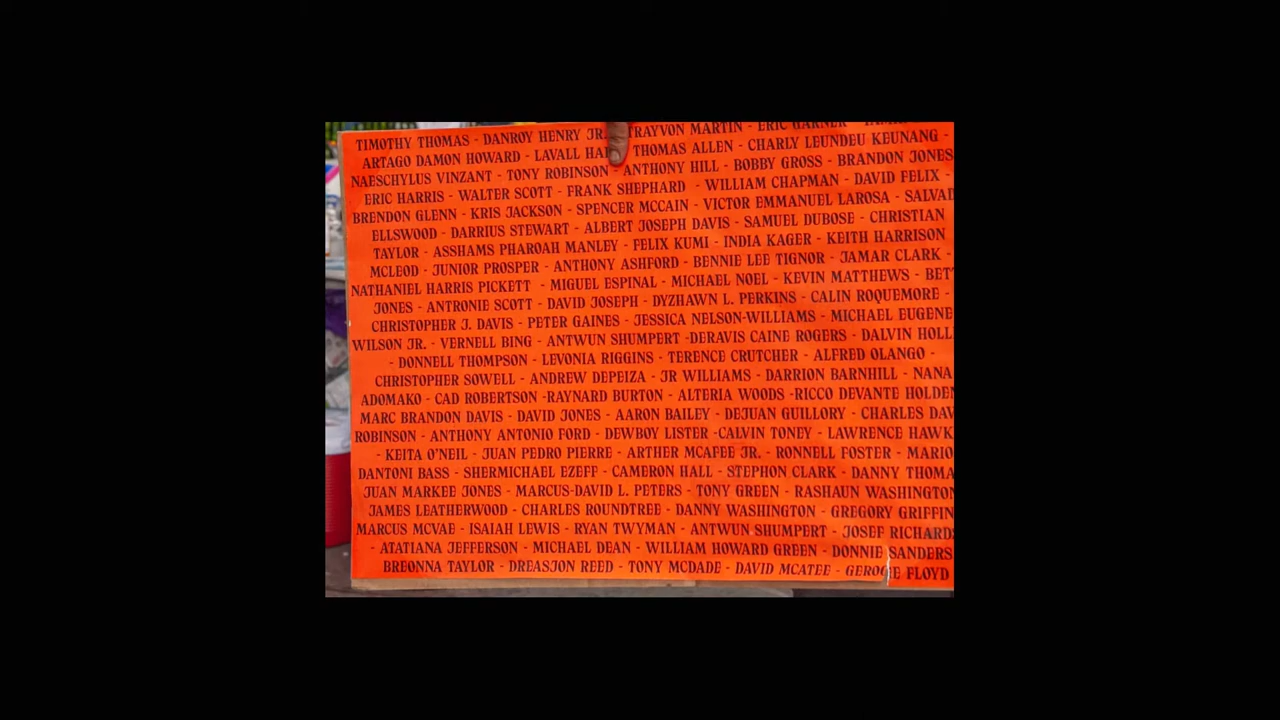 TIMOTHY THOMAS - DANROY HENRY JR. - TRAYVON MARTIN - ERIC GARNER -
ARTAGO DAMON HOWARD - LAVALL THOMAS ALLEN - CHARLY LEUNDEU KEUNANG -
NAESCHYLUS VINZANT - TONY ROBINSON - ANTHONY HILL - BOBBY GROSS - BRANDON JONES
ERIC HARRIS - WALTER SCOTT - FRANK SHEPHARD - WILLIAM CHAPMAN - DAVID FELIX -
BRENDON GLENN - KRIS JACKSON - SPENCER MCCAIN - VICTOR EMMANUEL LAROSA - SALVAD
ELLSWOOD - DARRIUS STEWART - ALBERT JOSEPH DAVIS - SAMUEL DUBOSE - CHRISTIAN
TAYLOR - ASSHAMS PHAROAH MANLEY - FELIX KUMI - INDIA KAGER - KEITH HARRISON
MCLEOD - JUNIOR PROSPER - ANTHONY ASHFORD - BENNIE LEE TIGNOR - JAMAR CLARK -
NATHANIEL HARRIS PICKETT - MIGUEL ESPINAL - MICHAEL NOEL - KEVIN MATTHEWS - BET
JONES - ANTRONIE SCOTT - DAVID JOSEPH - DYZHAWN L. PERKINS - CALIN ROQUEMORE -
CHRISTOPHER J. DAVIS - PETER GAINES - JESSICA NELSON-WILLIAMS - MICHAEL EUGENE
WILSON JR. - VERNELL BING - ANTWUN SHUMPERT -DERAVIS CAINE ROGERS - DALVIN HOLL
- DONNELL THOMPSON - LEVONIA RIGGINS - TERENCE CRUTCHER - ALFRED OLANGO -
CHRISTOPHER SOWELL - ANDREW DEPEIZA - JR WILLIAMS - DARRION BARNHILL - NANA
ADOMAKO - CAD ROBERTSON -RAYNARD BURTON - ALTERIA WOODS -RICCO DEVANTE HOLDEN
MARC BRANDON DAVIS - DAVID JONES - AARON BAILEY - DEJUAN GUILLORY - CHARLES DAV
ROBINSON - ANTHONY ANTONIO FORD - DEWBOY LISTER -CALVIN TONEY - LAWRENCE HAWK
- KEITA O'NEIL - JUAN PEDRO PIERRE - ARTHER MCAFEE JR. - RONNELL FOSTER - MARIO
DANTONI BASS - SHERMICHAEL EZEFF - CAMERON HALL - STEPHON CLARK - DANNY THOMA
JUAN MARKEE JONES - MARCUS-DAVID L. PETERS - TONY GREEN - RASHAUN WASHINGTON
JAMES LEATHERWOOD - CHARLES ROUNDTREE - DANNY WASHINGTON - GREGORY GRIFFIN
MARCUS MCVAE - ISAIAH LEWIS - RYAN TWYMAN - ANTWUN SHUMPERT - JOSEF RICHARDS
- ATATIANA JEFFERSON - MICHAEL DEAN - WILLIAM HOWARD GREEN - DONNIE SANDERS
BREONNA TAYLOR - DREASJON REED - TONY MCDADE - DAVID MCATEE - GEROGE FLOYD